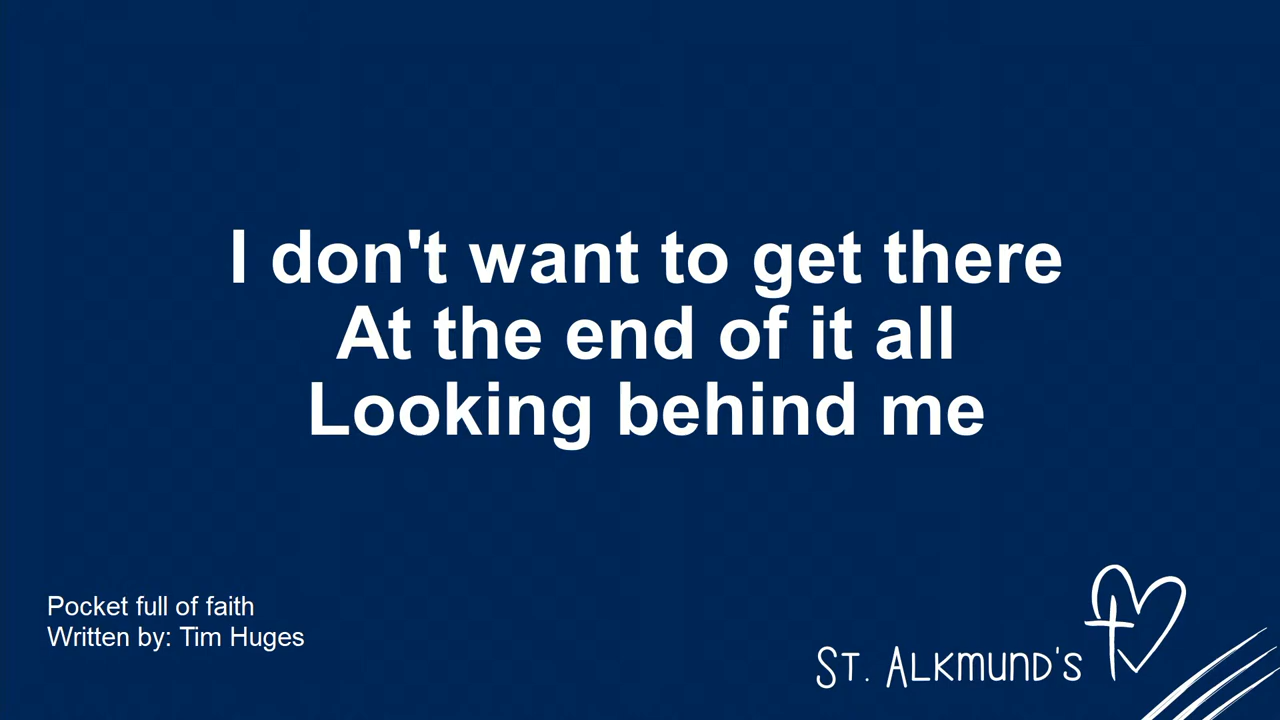 I don't want to get there
At the end of it all
Looking behind me
Pocket full of faith
Written by: Tim Huges
St. Alkmund's